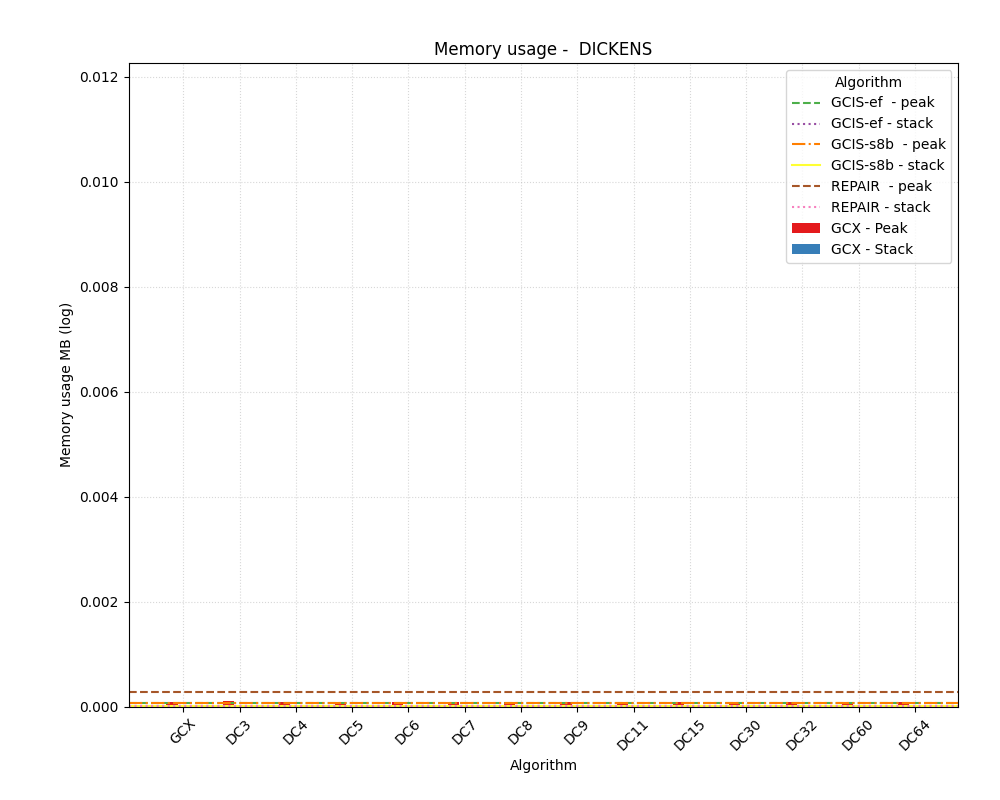 Memory usage -  DICKENS
0.012
0.010
0.008
0.006
0.004
0.002
0.000
Memory usage MB (log)
Algorithm
GCIS-ef  - peak
GCIS-ef - stack
GCIS-s8b  - peak
GCIS-s8b - stack
REPAIR  - peak
REPAIR - stack
GCX - Peak
GCX - Stack
GCX
DC3
DC4
DC5
DC6
DC7
DC8
DC9
DC11
DC15
DC30
DC32
DC60
DC64
Algorithm